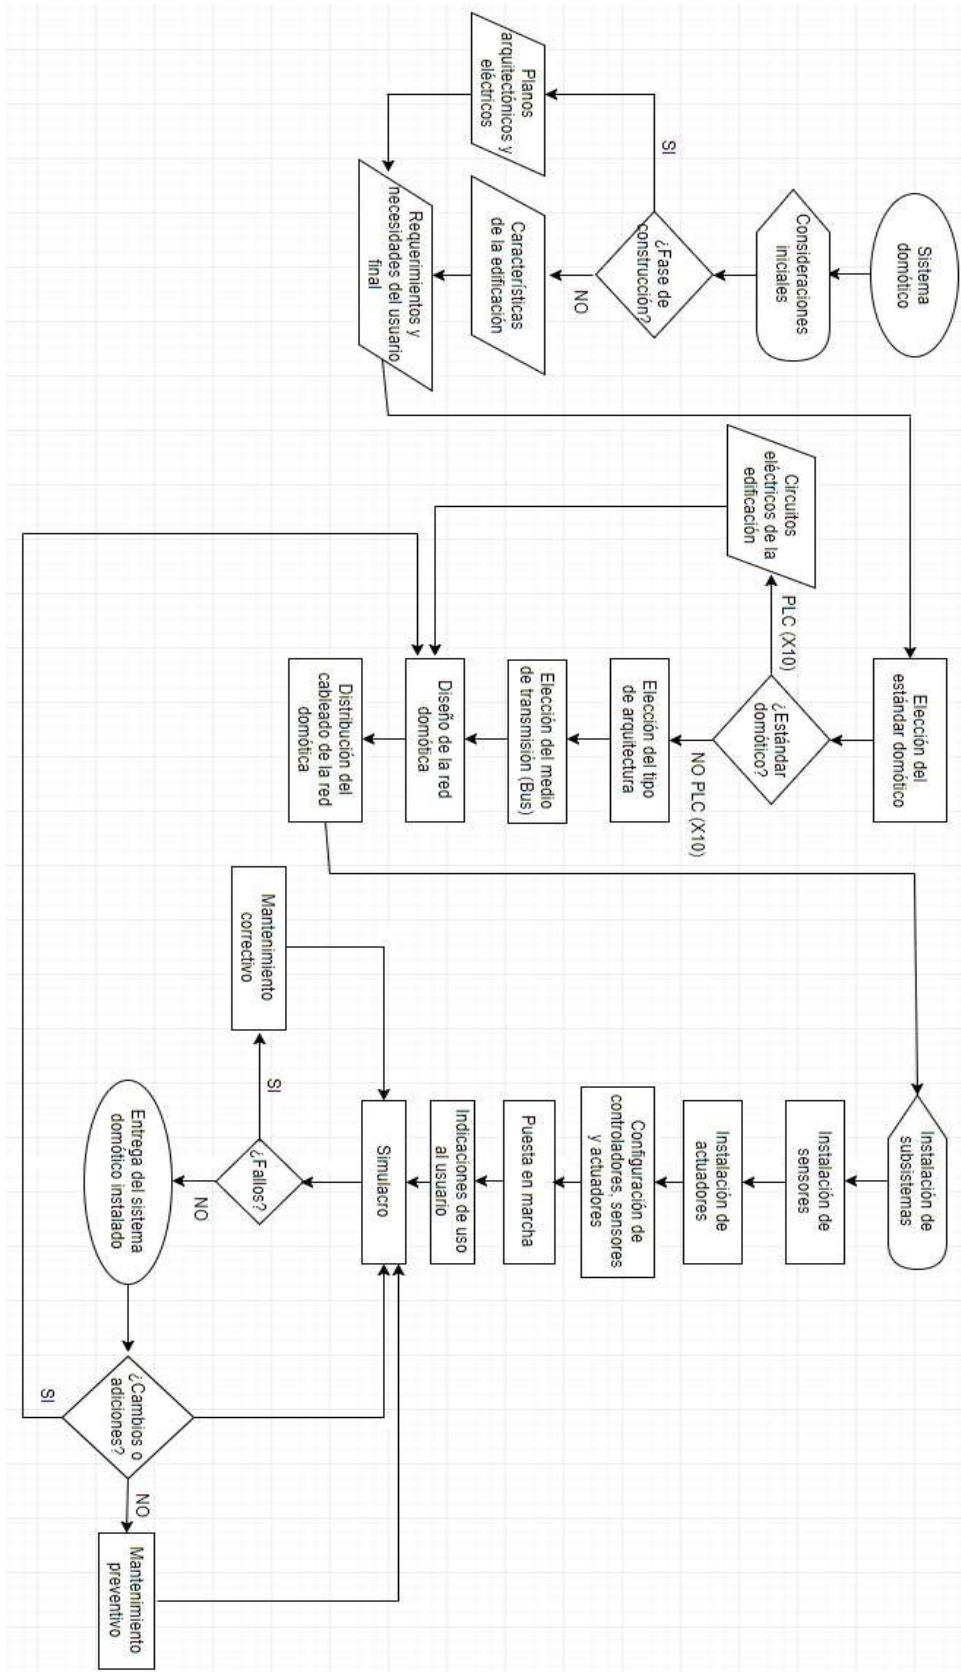 Sistema
domótico
Consideraciones
iniciales
¿Fase de
construcción?
SI
NO
Planos
arquitectónicos y
eléctricos
Características
de la edificación
Requerimientos y
necesidades del usuario
final
Elección del
estándar domótico
¿Estándar
domótico?
PLC (X10)
NO PLC (X10)
Circuitos
eléctricos de la
edificación
Elección del tipo
de arquitectura
Elección del medio
de transmisión (Bus)
Diseño de la red
domótica
Distribución del
cableado de la red
domótica
Instalación de
subsistemas
Instalación de
sensores
Instalación de
actuadores
Configuración de
controladores, sensores
y actuadores
Puesta en marcha
Indicaciones de uso
al usuario
Simulacro
¿Fallos?
SI
NO
Mantenimiento
correctivo
Entrega del sistema
domótico instalado
¿Cambios o
adiciones?
SI
NO
Mantenimiento
preventivo